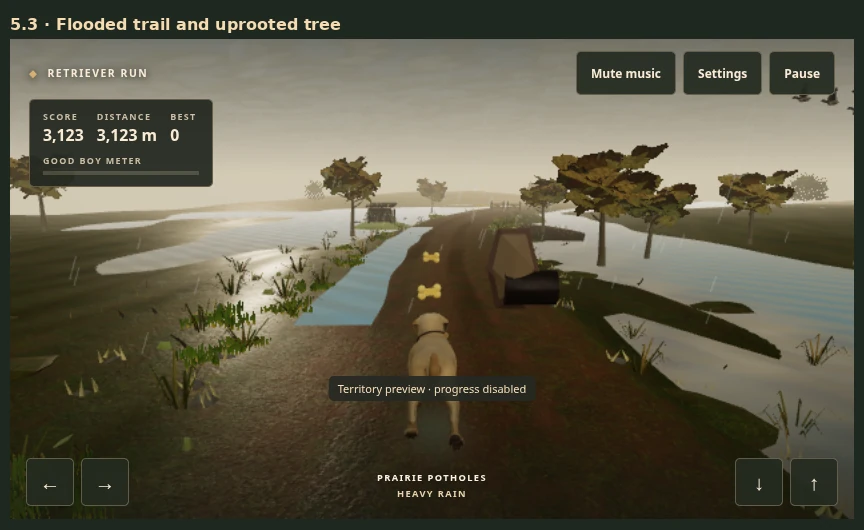 5.3 · Flooded trail and uprooted tree
◆ RETRIEVER RUN
Mute music Settings Pause
SCORE DISTANCE BEST
3,123 3,123 m 0
GOOD BOY METER
Territory preview · progress disabled
← → ↓ ↑
PRAIRIE POTHOLES
HEAVY RAIN